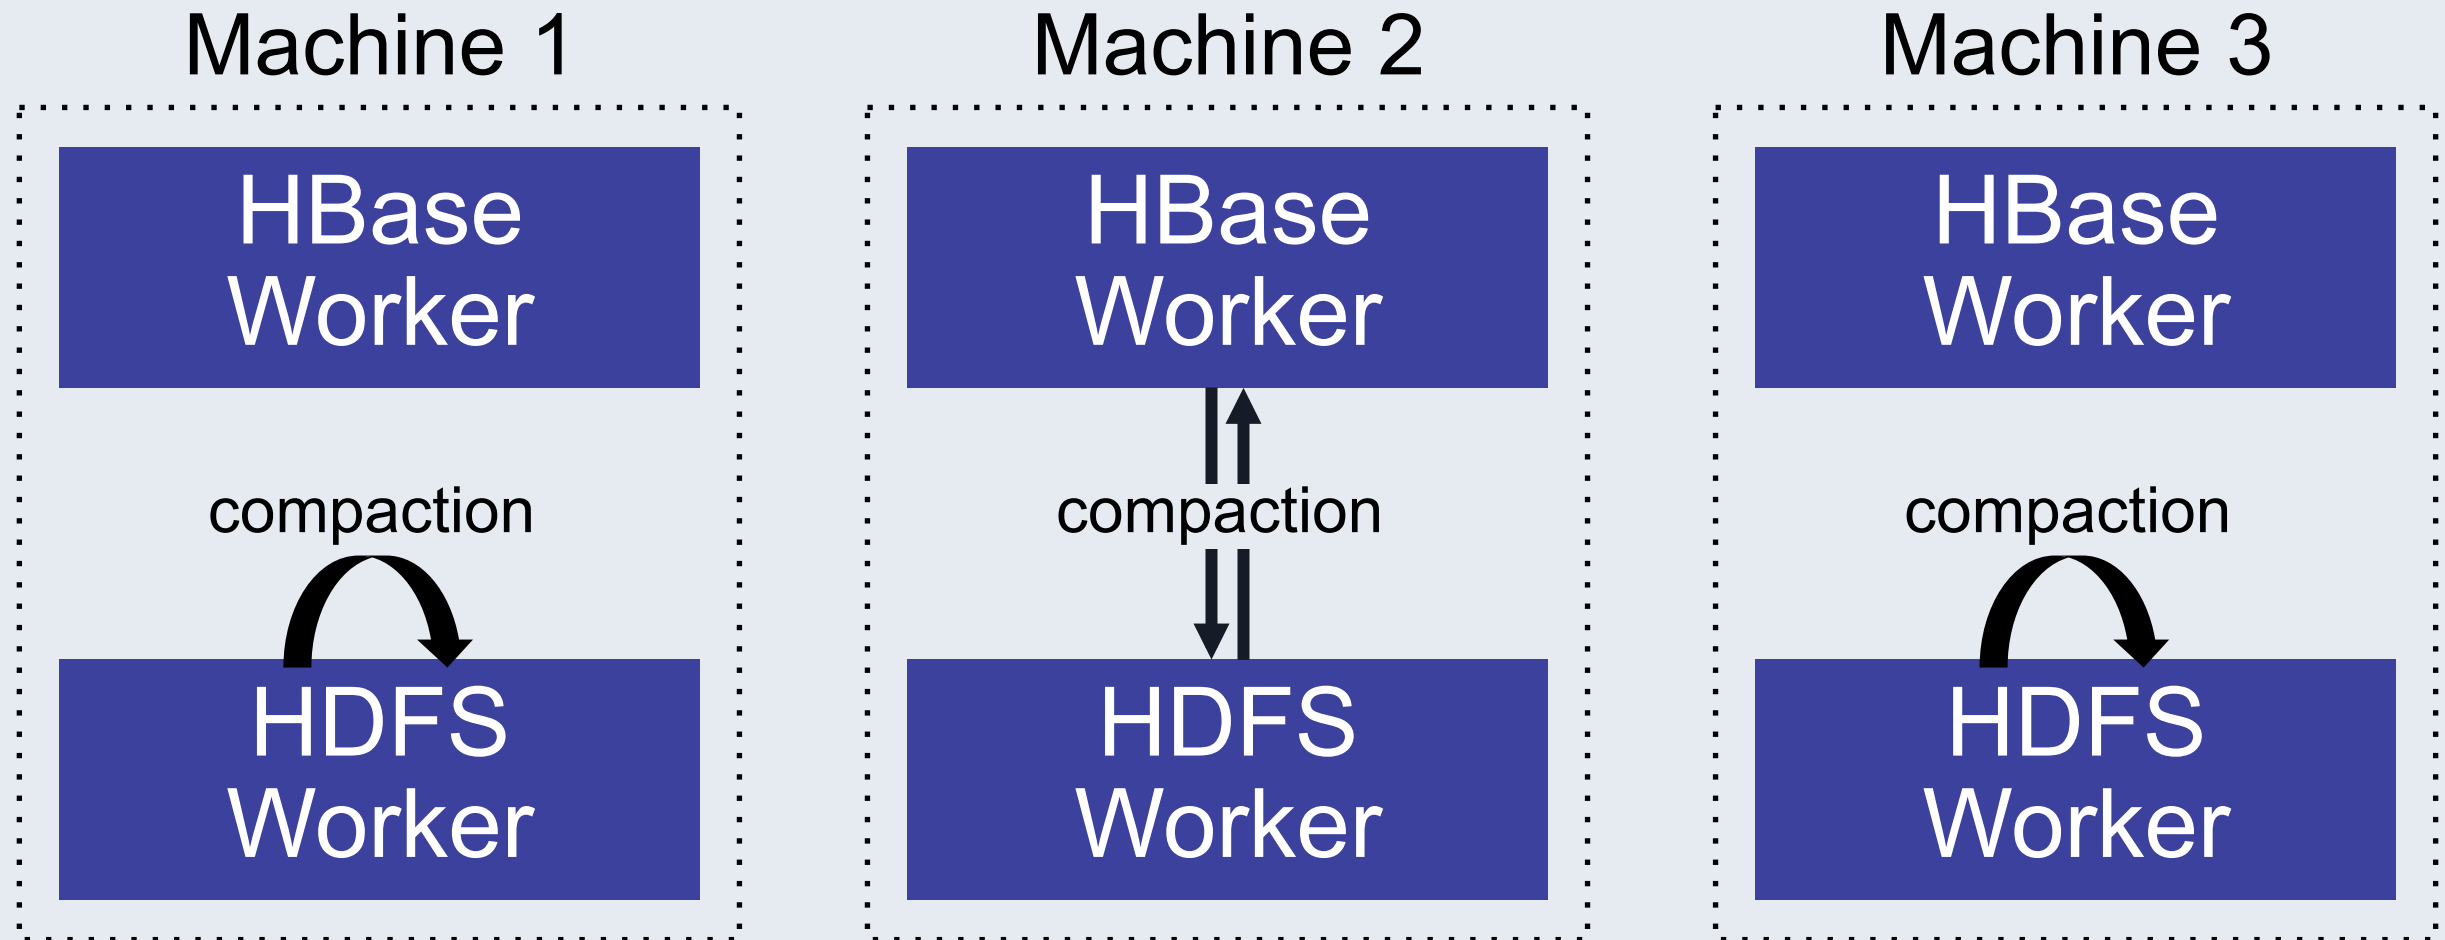 Machine 1
Machine 2
Machine 3
HBase
Worker
HBase
Worker
HBase
Worker
compaction
compaction
compaction
HDFS
Worker
HDFS
Worker
HDFS
Worker